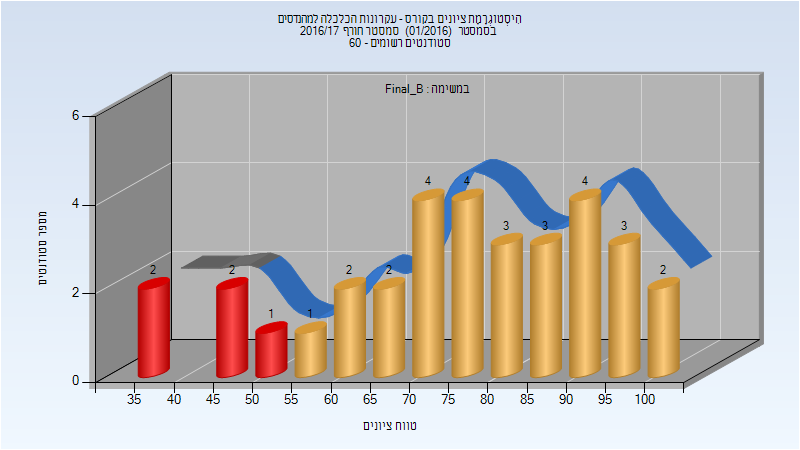 היסטוגרמת ציונים בקורס - עקרונות הכלכלה למהנדסים
בסמסטר (01/2016) סמסטר חורף 2016/17
סטודנטים רשומים - 60
במשימה : Final_B
מספר סטודנטים
6
4
2
0
2 2 1 1 2 2 4 4 3 3 4 3 2
35 40 45 50 55 60 65 70 75 80 85 90 95 100
טווח ציונים